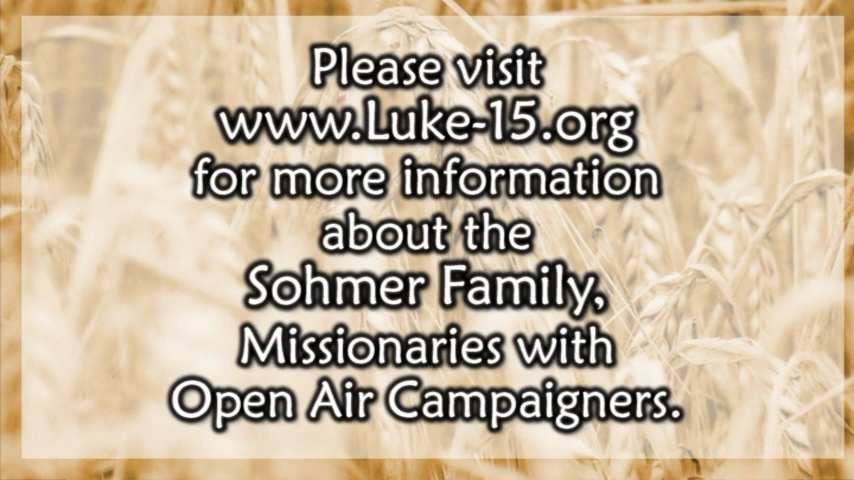 Please visit
www.Luke-15.org
for more information
about the
Sohmer Family,
Missionaries with
Open Air Campaigners.